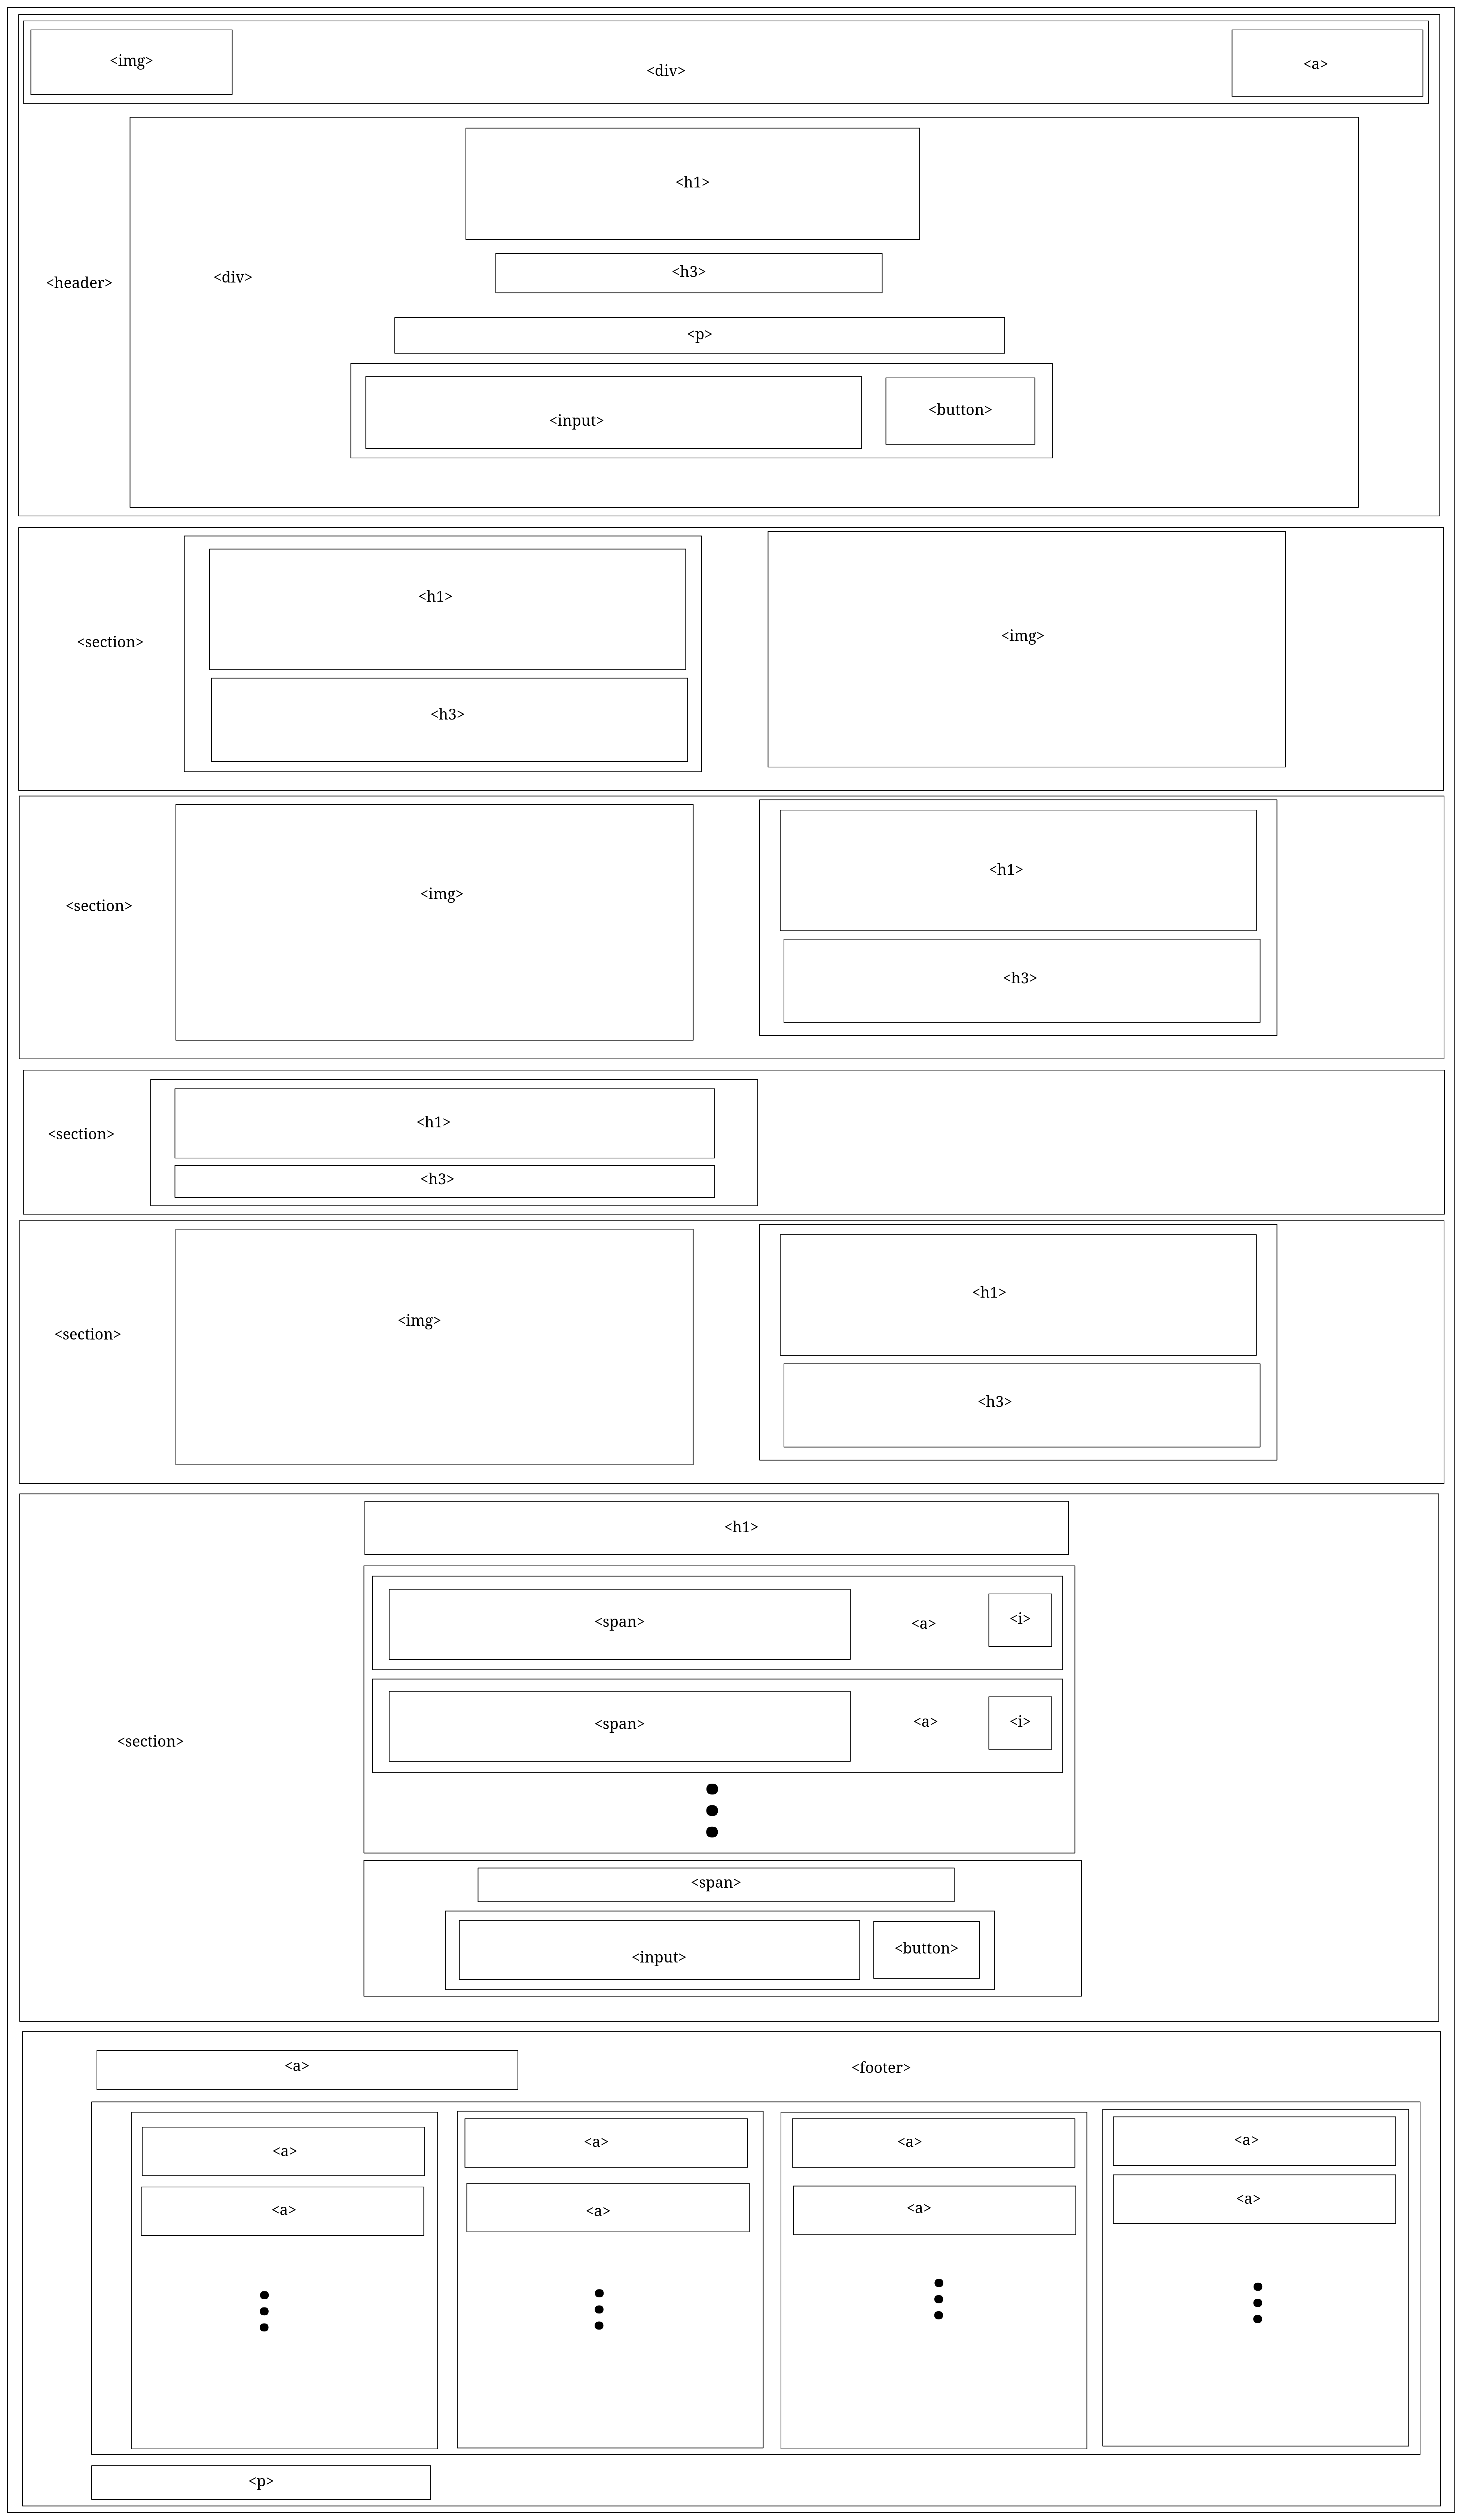 <img>
<div>
<a>
<h1>
<header>
<div>
<h3>
<p>
<input>
<button>
<section>
<h1>
<h3>
<img>
<section>
<img>
<h1>
<h3>
<section>
<h1>
<h3>
<section>
<img>
<h1>
<h3>
<section>
<h1>
<span>
<a>
<i>
<span>
<a>
<i>
<span>
<input>
<button>
<a>
<footer>
<a>
<a>
<a>
<a>
<a>
<a>
<a>
<a>
<p>